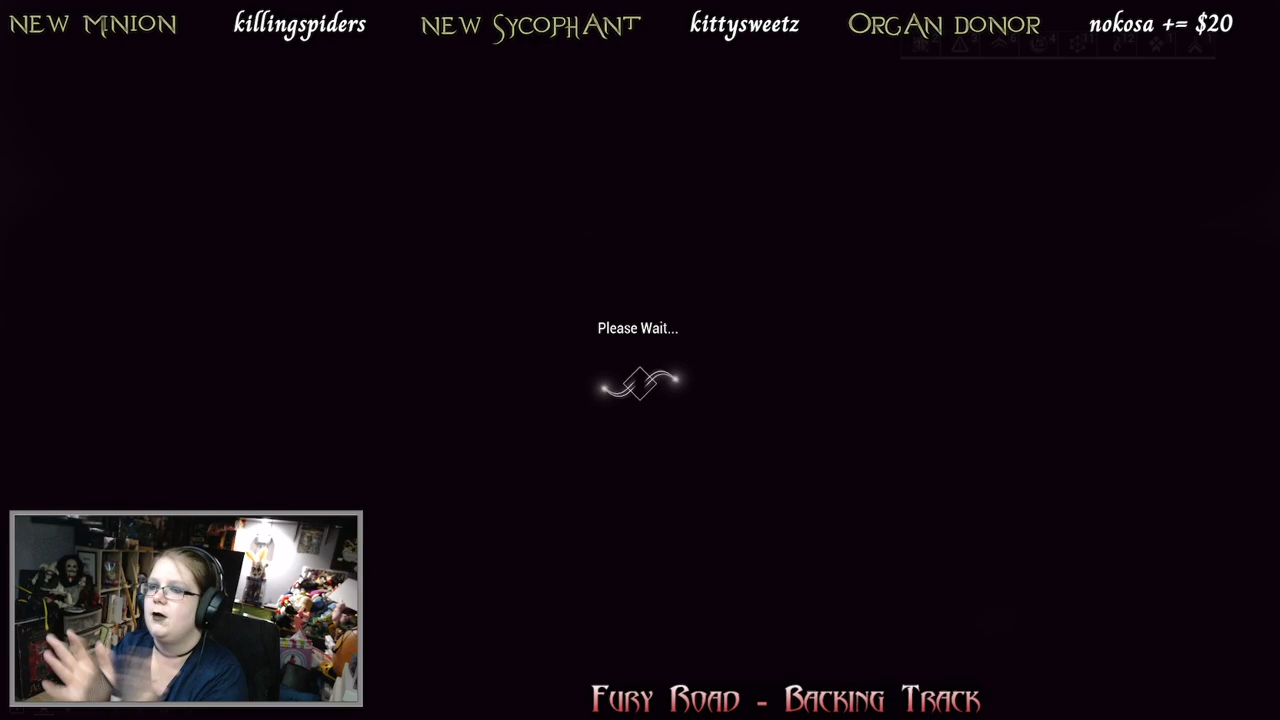 NEW MINION killingspiders NEW SYCOPHANT kittysweetz ORGAN DONOR nokosa += $20
Please Wait...
Fury Road - Backing Track